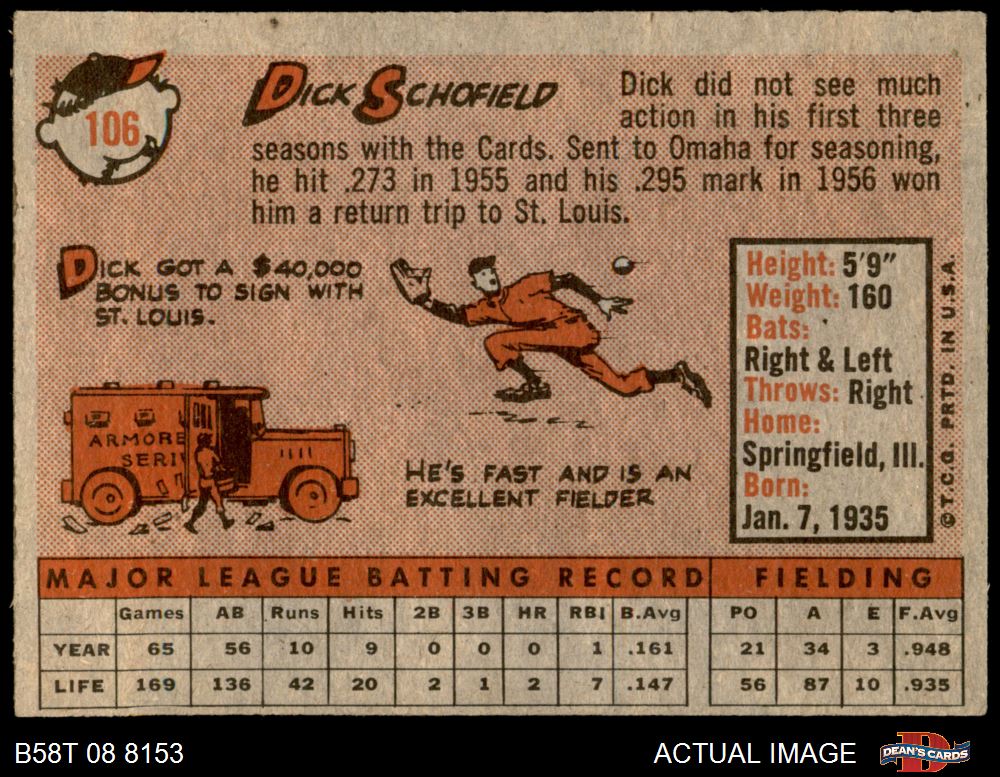 106
DICK SCHOFIELD
Dick did not see much
action in his first three
seasons with the Cards. Sent to Omaha for seasoning,
he hit .273 in 1955 and his .295 mark in 1956 won
him a return trip to St. Louis.
DICK GOT A $40,000
BONUS TO SIGN WITH
ST. LOUIS.
ARMORE
SERI
HE'S FAST AND IS AN
EXCELLENT FIELDER
Height: 5'9"
Weight: 160
Bats:
Right & Left
Throws: Right
Home:
Springfield, Ill.
Born:
Jan. 7, 1935
© T.C.G. PRTD. IN U.S.A.
MAJOR LEAGUE BATTING RECORD FIELDING
Games AB Runs Hits 2B 3B HR RBI B.Avg PO A E F.Avg
YEAR 65 56 10 9 0 0 0 1 .161 21 34 3 .948
LIFE 169 136 42 20 2 1 2 7 .147 56 87 10 .935
B58T 08 8153 ACTUAL IMAGE DEAN'S CARDS